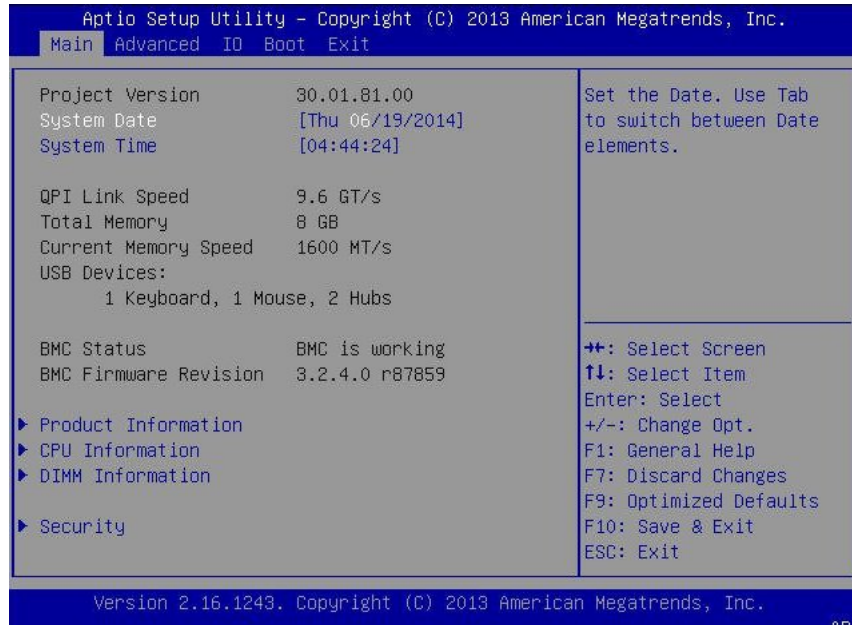 Aptio Setup Utility – Copyright (C) 2013 American Megatrends, Inc.
Main Advanced IO Boot Exit
Project Version 30.01.81.00
System Date [Thu 06/19/2014]
System Time [04:44:24]
QPI Link Speed 9.6 GT/s
Total Memory 8 GB
Current Memory Speed 1600 MT/s
USB Devices:
1 Keyboard, 1 Mouse, 2 Hubs
BMC Status BMC is working
BMC Firmware Revision 3.2.4.0 r87859
Product Information
CPU Information
DIMM Information
Security
Set the Date. Use Tab
to switch between Date
elements.
→←: Select Screen
↑↓: Select Item
Enter: Select
+/-: Change Opt.
F1: General Help
F7: Discard Changes
F9: Optimized Defaults
F10: Save & Exit
ESC: Exit
Version 2.16.1243. Copyright (C) 2013 American Megatrends, Inc.